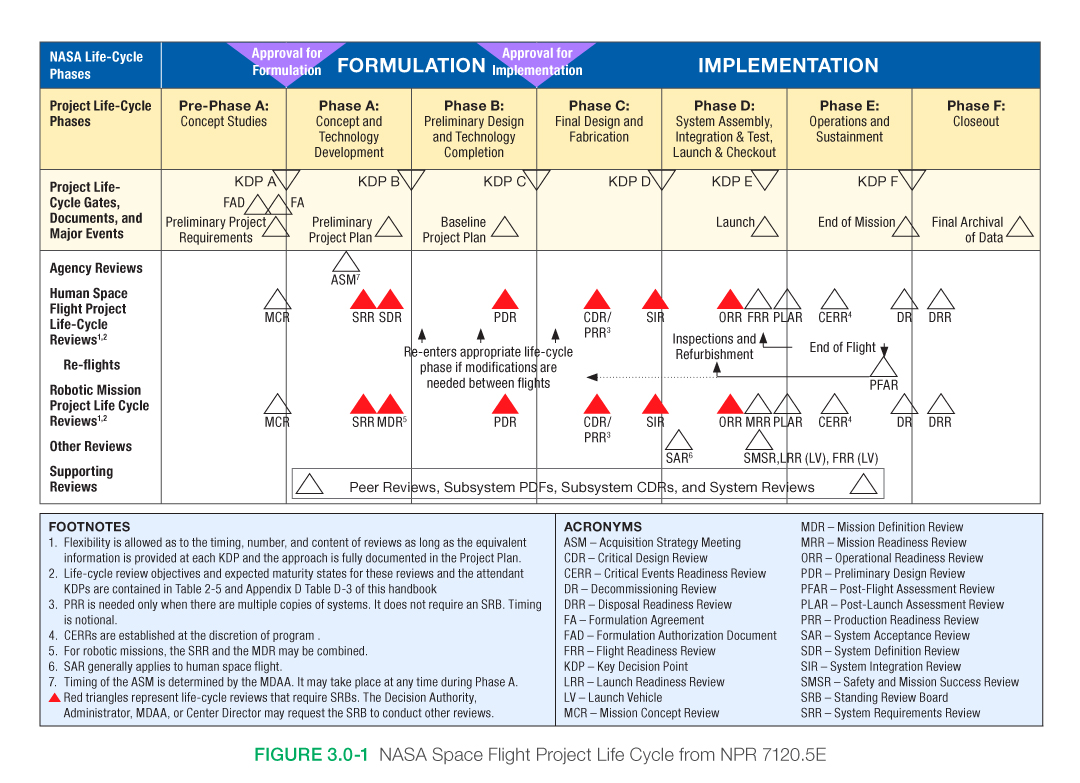 NASA Life-Cycle
Phases
Approval for
Formulation
FORMULATION
Approval for
Implementation
IMPLEMENTATION
Project Life-Cycle
Phases
Pre-Phase A:
Concept Studies
Phase A:
Concept and
Technology
Development
Phase B:
Preliminary Design
and Technology
Completion
Phase C:
Final Design and
Fabrication
Phase D:
System Assembly,
Integration & Test,
Launch & Checkout
Phase E:
Operations and
Sustainment
Phase F:
Closeout
Project Life-
Cycle Gates,
Documents, and
Major Events
KDP A
KDP B
KDP C
KDP D
KDP E
KDP F
FAD
FA
Preliminary Project
Requirements
Preliminary
Project Plan
Baseline
Project Plan
Launch
End of Mission
Final Archival
of Data
Agency Reviews
ASM7
Human Space
Flight Project
Life-Cycle
Reviews1,2
MCR
SRR SDR
PDR
CDR/
PRR3
SIR
ORR FRR PLAR
CERR4
DR
DRR
Re-flights
Re-enters appropriate life-cycle
phase if modifications are
needed between flights
Inspections and
Refurbishment
End of Flight
PFAR
Robotic Mission
Project Life Cycle
Reviews1,2
MCR
SRR MDR5
PDR
CDR/
PRR3
SIR
ORR MRR PLAR
CERR4
DR
DRR
Other Reviews
SAR6
SMSR,LRR (LV), FRR (LV)
Supporting
Reviews
Peer Reviews, Subsystem PDFs, Subsystem CDRs, and System Reviews
FOOTNOTES
1. Flexibility is allowed as to the timing, number, and content of reviews as long as the equivalent
information is provided at each KDP and the approach is fully documented in the Project Plan.
2. Life-cycle review objectives and expected maturity states for these reviews and the attendant
KDPs are contained in Table 2-5 and Appendix D Table D-3 of this handbook
3. PRR is needed only when there are multiple copies of systems. It does not require an SRB. Timing
is notional.
4. CERRs are established at the discretion of program .
5. For robotic missions, the SRR and the MDR may be combined.
6. SAR generally applies to human space flight.
7. Timing of the ASM is determined by the MDAA. It may take place at any time during Phase A.
Red triangles represent life-cycle reviews that require SRBs. The Decision Authority,
Administrator, MDAA, or Center Director may request the SRB to conduct other reviews.
ACRONYMS
ASM – Acquisition Strategy Meeting
CDR – Critical Design Review
CERR – Critical Events Readiness Review
DR – Decommissioning Review
DRR – Disposal Readiness Review
FA – Formulation Agreement
FAD – Formulation Authorization Document
FRR – Flight Readiness Review
KDP – Key Decision Point
LRR – Launch Readiness Review
LV – Launch Vehicle
MCR – Mission Concept Review
MDR – Mission Definition Review
MRR – Mission Readiness Review
ORR – Operational Readiness Review
PDR – Preliminary Design Review
PFAR – Post-Flight Assessment Review
PLAR – Post-Launch Assessment Review
PRR – Production Readiness Review
SAR – System Acceptance Review
SDR – System Definition Review
SIR – System Integration Review
SMSR – Safety and Mission Success Review
SRB – Standing Review Board
SRR – System Requirements Review
FIGURE 3.0-1 NASA Space Flight Project Life Cycle from NPR 7120.5E